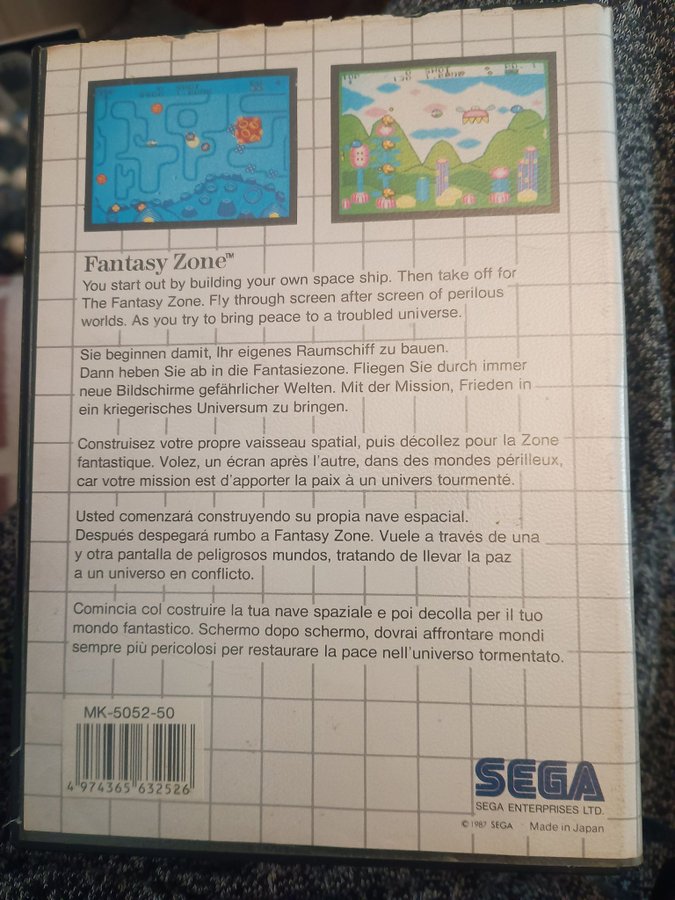 Fantasy Zone™
You start out by building your own space ship. Then take off for
The Fantasy Zone. Fly through screen after screen of perilous
worlds. As you try to bring peace to a troubled universe.
Sie beginnen damit, Ihr eigenes Raumschiff zu bauen.
Dann heben Sie ab in die Fantasiezone. Fliegen Sie durch immer
neue Bildschirme gefährlicher Welten. Mit der Mission, Frieden in
ein kriegerisches Universum zu bringen.
Construisez votre propre vaisseau spatial, puis décollez pour la Zone
fantastique. Volez, un écran après l'autre, dans des mondes périlleux,
car votre mission est d'apporter la paix à un univers tourmenté.
Usted comenzará construyendo su propia nave espacial.
Después despegará rumbo a Fantasy Zone. Vuele a través de una
y otra pantalla de peligrosos mundos, tratando de llevar la paz
a un universo en conflicto.
Comincia col costruire la tua nave spaziale e poi decolla per il tuo
mondo fantastico. Schermo dopo schermo, dovrai affrontare mondi
sempre più pericolosi per restaurare la pace nell'universo tormentato.
MK-5052-50
4 974365 632526
SEGA
SEGA ENTERPRISES LTD.
© 1987 SEGA Made in Japan